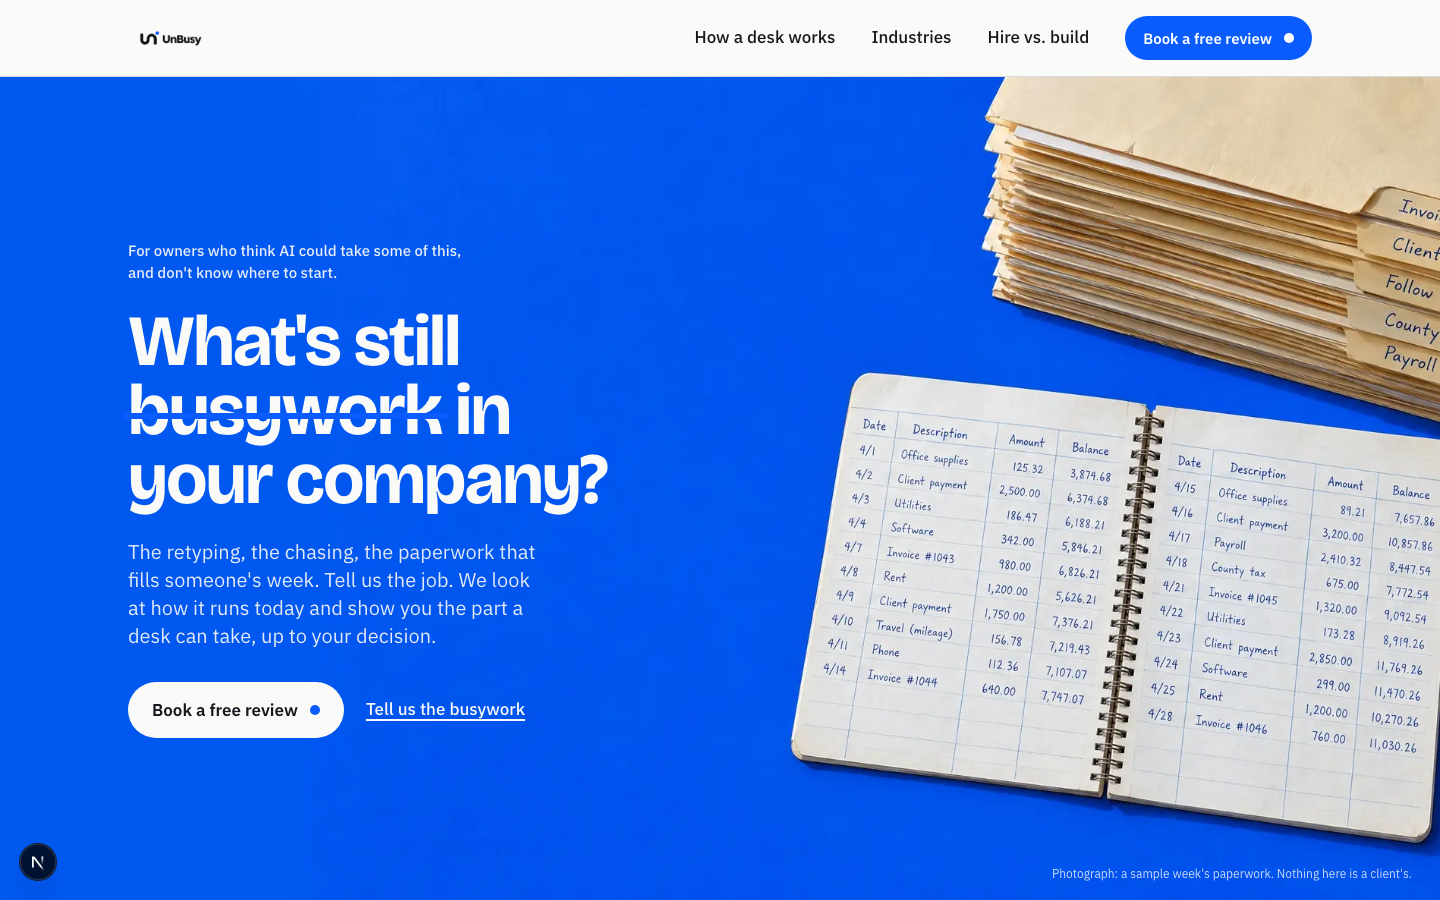 UnBusy
How a desk works
Industries
Hire vs. build
Book a free review
For owners who think AI could take some of this,
and don't know where to start.
What's still
busywork in
your company?
The retyping, the chasing, the paperwork that
fills someone's week. Tell us the job. We look
at how it runs today and show you the part a
desk can take, up to your decision.
Book a free review
Tell us the busywork
Client
Follow
County
Payroll
Date Description Amount Balance
4/1 Office supplies 125.32 3,874.68
4/2 Client payment 2,500.00 6,374.68
4/3 Utilities 186.47 6,188.21
4/4 Software 342.00 5,846.21
4/7 Invoice #1043 980.00 6,826.21
4/8 Rent 1,200.00 5,626.21
4/9 Client payment 1,750.00 7,376.21
4/10 Travel (mileage) 156.78 7,219.43
4/11 Phone 112.36 7,107.07
4/14 Invoice #1044 640.00 7,747.07
Date Description Amount Balance
4/15 Office supplies 89.21 7,657.86
4/16 Client payment 3,200.00 10,857.86
4/17 Payroll 2,410.32 8,447.54
4/18 County tax 675.00 7,772.54
4/21 Invoice #1045 1,320.00 9,092.54
4/22 Utilities 173.28 8,919.26
4/23 Client payment 2,850.00 11,769.26
4/24 Software 299.00 11,470.26
4/25 Rent 1,200.00 10,270.26
4/28 Invoice #1046 760.00 11,030.26
N
Photograph: a sample week's paperwork. Nothing here is a client's.